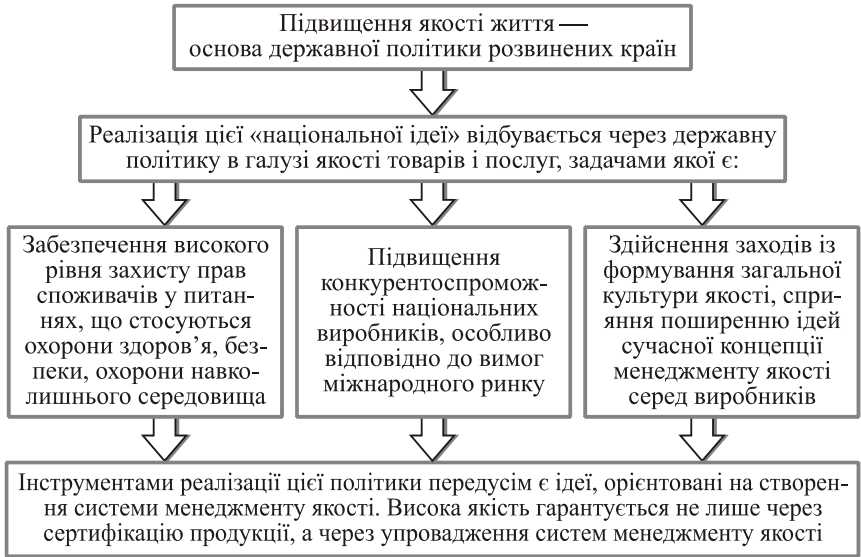 Підвищення якості життя —
основа державної політики розвинених країн
Реалізація цієї «національної ідеї» відбувається через державну
політику в галузі якості товарів і послуг, задачами якої є:
Забезпечення високого
рівня захисту прав
споживачів у питан-
нях, що стосуються
охорони здоров’я, без-
пеки, охорони навко-
лишнього середовища
Підвищення
конкурентоспромож-
ності національних
виробників, особливо
відповідно до вимог
міжнародного ринку
Здійснення заходів із
формування загальної
культури якості, спри-
яння поширенню ідей
сучасної концепції
менеджменту якості
серед виробників
Інструментами реалізації цієї політики передусім є ідеї, орієнтовані на створен-
ня системи менеджменту якості. Висока якість гарантується не лише через
сертифікацію продукції, а через упровадження систем менеджменту якості